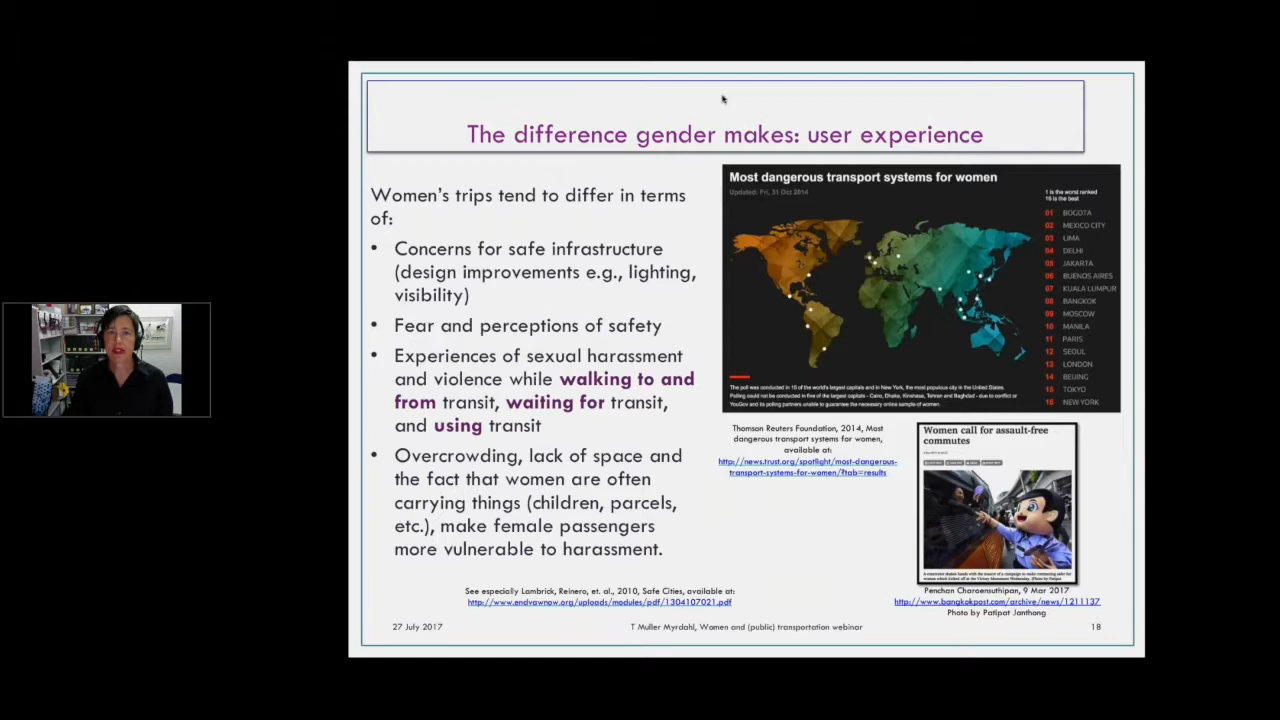 The difference gender makes: user experience
Women's trips tend to differ in terms
of:
• Concerns for safe infrastructure
(design improvements e.g., lighting,
visibility)
• Fear and perceptions of safety
• Experiences of sexual harassment
and violence while walking to and
from transit, waiting for transit,
and using transit
• Overcrowding, lack of space and
the fact that women are often
carrying things (children, parcels,
etc.), make female passengers
more vulnerable to harassment.
See especially Lambrick, Reinero, et. al., 2010, Safe Cities, available at:
http://www.endvawnow.org/uploads/modules/pdf/1304107021.pdf
Most dangerous transport systems for women
Updated: Fri, 31 Oct 2014
1 is the worst ranked
16 is the best
01 BOGOTA
02 MEXICO CITY
03 LIMA
04 DELHI
05 JAKARTA
06 BUENOS AIRES
07 KUALA LUMPUR
08 BANGKOK
09 MOSCOW
10 MANILA
11 PARIS
12 SEOUL
13 LONDON
14 BEIJING
15 TOKYO
16 NEW YORK
The poll was conducted in 15 of the world's largest capitals and in New York, the most populous city in the United States.
Polling could not be conducted in five of the largest capitals - Cairo, Dhaka, Kinshasa, Tehran and Baghdad - due to conflict or
YouGov and its polling partners unable to guarantee the necessary online sample of women.
Thomson Reuters Foundation, 2014, Most
dangerous transport systems for women,
available at:
http://news.trust.org/spotlight/most-dangerous-
transport-systems-for-women/?tab=results
Women call for assault-free
commutes
Penchan Charoensuthipan, 9 Mar 2017
http://www.bangkokpost.com/archive/news/1211137
Photo by Patipat Janthong
27 July 2017
T Muller Myrdahl, Women and (public) transportation webinar
18